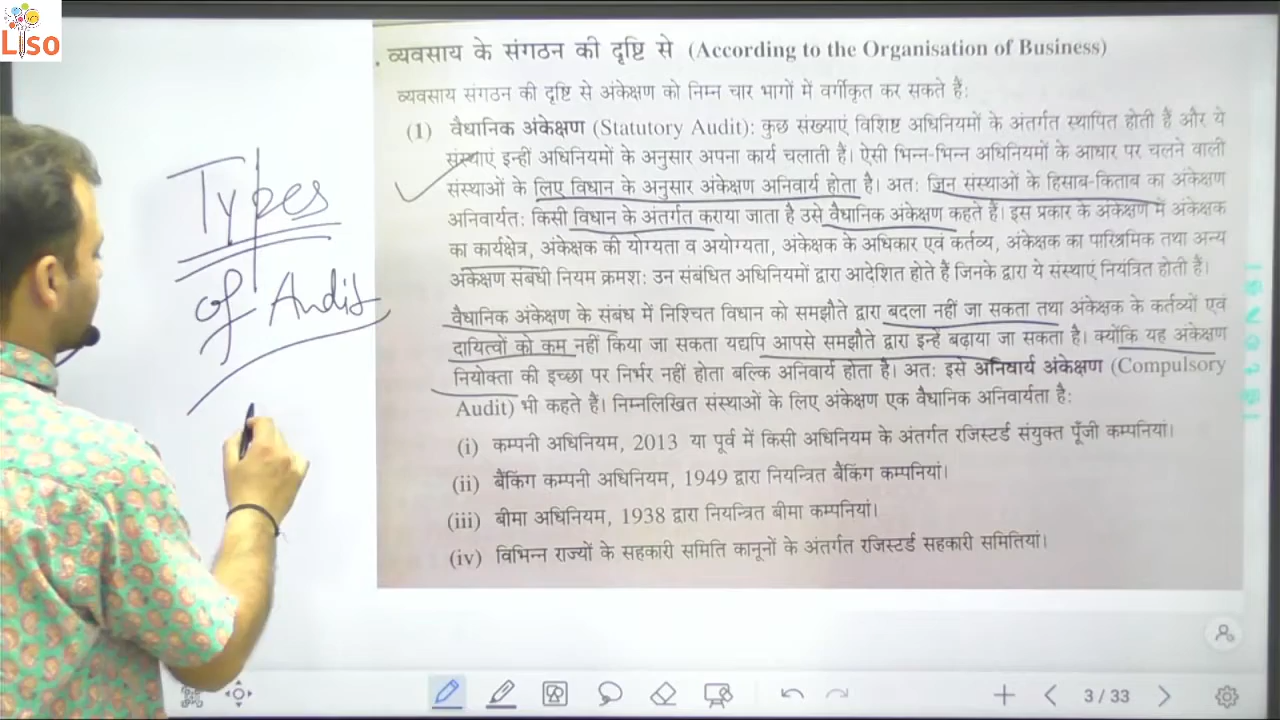 Liso
व्यवसाय के संगठन की दृष्टि से (According to the Organisation of Business)
व्यवसाय संगठन की दृष्टि से अंकेक्षण को निम्न चार भागों में वर्गीकृत कर सकते हैं:
(1) वैधानिक अंकेक्षण (Statutory Audit): कुछ संख्याएं विशिष्ट अधिनियमों के अंतर्गत स्थापित होती हैं और ये
संस्थाएं इन्हीं अधिनियमों के अनुसार अपना कार्य चलाती हैं। ऐसी भिन्न-भिन्न अधिनियमों के आधार पर चलने वाली
संस्थाओं के लिए विधान के अनुसार अंकेक्षण अनिवार्य होता है। अतः जिन संस्थाओं के हिसाब-किताब का अंकेक्षण
अनिवार्यतः किसी विधान के अंतर्गत कराया जाता है उसे वैधानिक अंकेक्षण कहते हैं। इस प्रकार के अंकेक्षण में अंकेक्षक
का कार्यक्षेत्र, अंकेक्षक की योग्यता व अयोग्यता, अंकेक्षक के अधिकार एवं कर्तव्य, अंकेक्षक का पारिश्रमिक तथा अन्य
अंकेक्षण संबंधी नियम क्रमशः उन संबंधित अधिनियमों द्वारा आदेशित होते हैं जिनके द्वारा ये संस्थाएं नियंत्रित होती हैं।
वैधानिक अंकेक्षण के संबंध में निश्चित विधान को समझौते द्वारा बदला नहीं जा सकता तथा अंकेक्षक के कर्तव्यों एवं
दायित्वों को कम नहीं किया जा सकता यद्यपि आपसे समझौते द्वारा इन्हें बढ़ाया जा सकता है। क्योंकि यह अंकेक्षण
नियोक्ता की इच्छा पर निर्भर नहीं होता बल्कि अनिवार्य होता है। अतः इसे अनिवार्य अंकेक्षण (Compulsory
Audit) भी कहते हैं। निम्नलिखित संस्थाओं के लिए अंकेक्षण एक वैधानिक अनिवार्यता है:
(i) कम्पनी अधिनियम, 2013 या पूर्व में किसी अधिनियम के अंतर्गत रजिस्टर्ड संयुक्त पूँजी कम्पनियां।
(ii) बैंकिंग कम्पनी अधिनियम, 1949 द्वारा नियन्त्रित बैंकिंग कम्पनियां।
(iii) बीमा अधिनियम, 1938 द्वारा नियन्त्रित बीमा कम्पनियां।
(iv) विभिन्न राज्यों के सहकारी समिति कानूनों के अंतर्गत रजिस्टर्ड सहकारी समितियां।
Types
of Audit
3 / 33